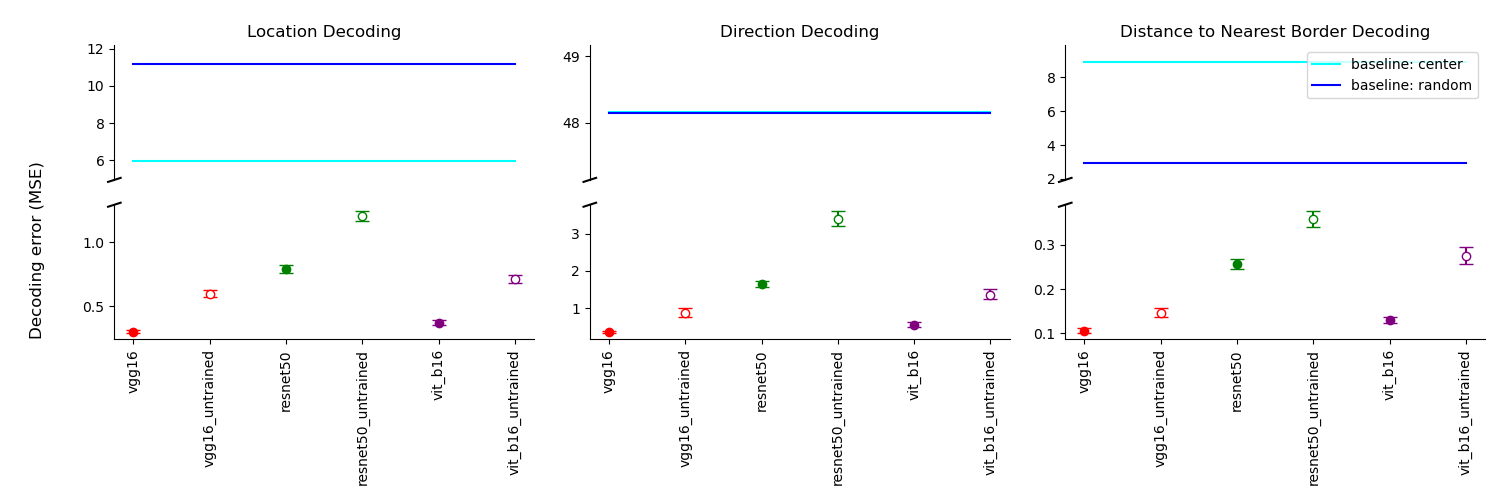 Decoding error (MSE)
Location Decoding
12
10
8
6
1.0
0.5
vgg16
vgg16_untrained
resnet50
resnet50_untrained
vit_b16
vit_b16_untrained
Direction Decoding
49
48
3
2
1
vgg16
vgg16_untrained
resnet50
resnet50_untrained
vit_b16
vit_b16_untrained
Distance to Nearest Border Decoding
baseline: center
baseline: random
8
6
4
2
0.3
0.2
0.1
vgg16
vgg16_untrained
resnet50
resnet50_untrained
vit_b16
vit_b16_untrained